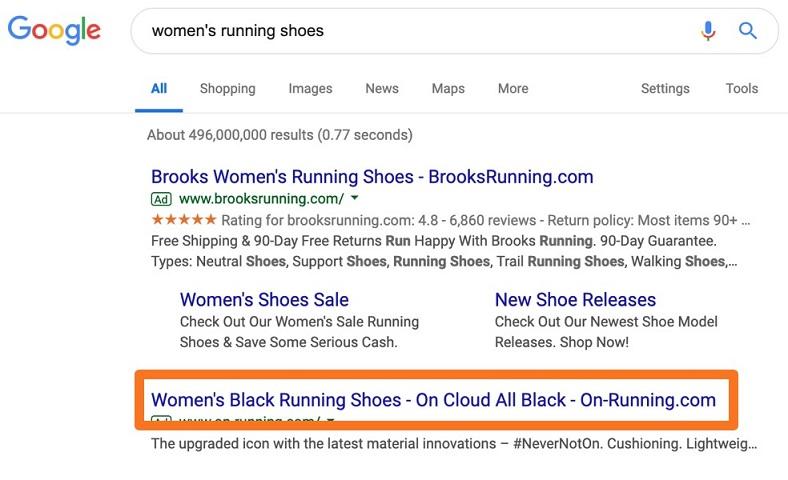 Google
women's running shoes
All Shopping Images News Maps More Settings Tools
About 496,000,000 results (0.77 seconds)
Brooks Women's Running Shoes - BrooksRunning.com
Ad www.brooksrunning.com/
★★★★★ Rating for brooksrunning.com: 4.8 - 6,860 reviews - Return policy: Most items 90+ ...
Free Shipping & 90-Day Free Returns Run Happy With Brooks Running. 90-Day Guarantee.
Types: Neutral Shoes, Support Shoes, Running Shoes, Trail Running Shoes, Walking Shoes,...
Women's Shoes Sale
Check Out Our Women's Sale Running
Shoes & Save Some Serious Cash.
New Shoe Releases
Check Out Our Newest Shoe Model
Releases. Shop Now!
Women's Black Running Shoes - On Cloud All Black - On-Running.com
Ad www.on-running.com/
The upgraded icon with the latest material innovations – #NeverNotOn. Cushioning. Lightweig...